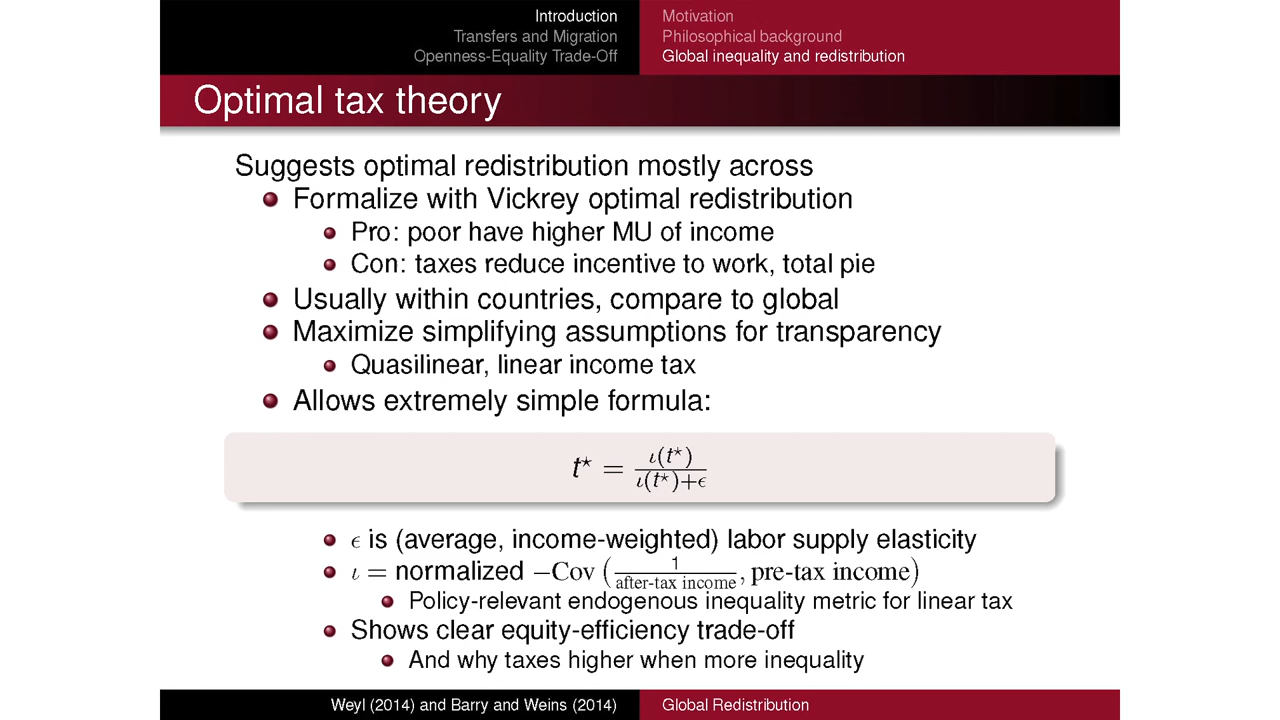 Introduction
Transfers and Migration
Openness-Equality Trade-Off
Motivation
Philosophical background
Global inequality and redistribution
Optimal tax theory
Suggests optimal redistribution mostly across
Formalize with Vickrey optimal redistribution
Pro: poor have higher MU of income
Con: taxes reduce incentive to work, total pie
Usually within countries, compare to global
Maximize simplifying assumptions for transparency
Quasilinear, linear income tax
Allows extremely simple formula:
t⋆ = ι(t⋆) / ι(t⋆)+ϵ
ϵ is (average, income-weighted) labor supply elasticity
ι = normalized −Cov (1 / after-tax income, pre-tax income)
Policy-relevant endogenous inequality metric for linear tax
Shows clear equity-efficiency trade-off
And why taxes higher when more inequality
Weyl (2014) and Barry and Weins (2014)
Global Redistribution